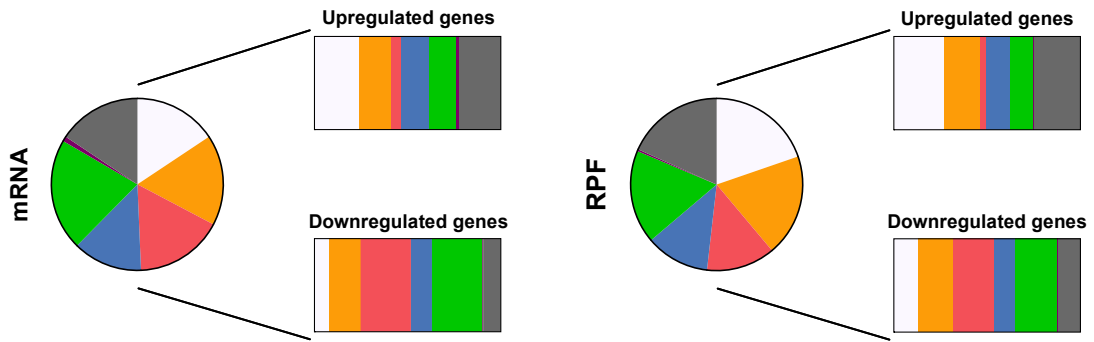 Upregulated genes
mRNA
Downregulated genes
Upregulated genes
RPF
Downregulated genes